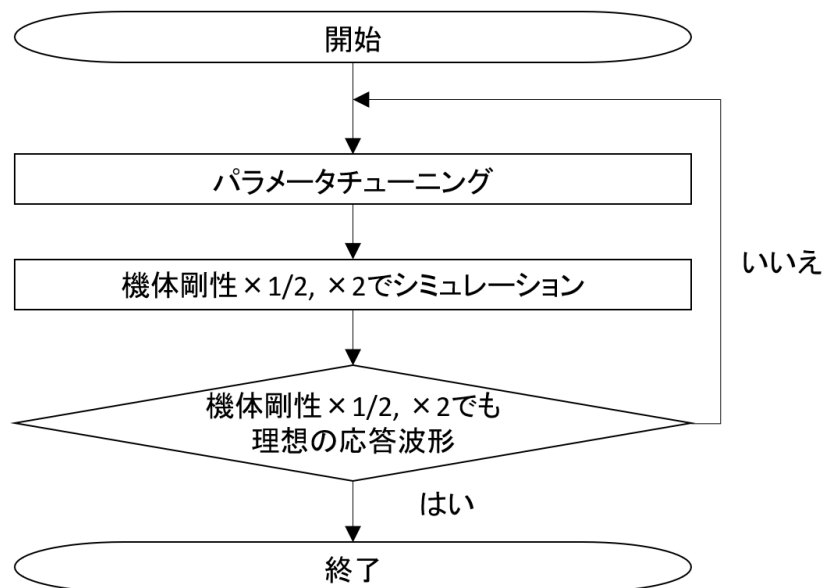 開始
パラメータチューニング
機体剛性×1/2, ×2でシミュレーション
いいえ
機体剛性×1/2, ×2でも
理想の応答波形
はい
終了